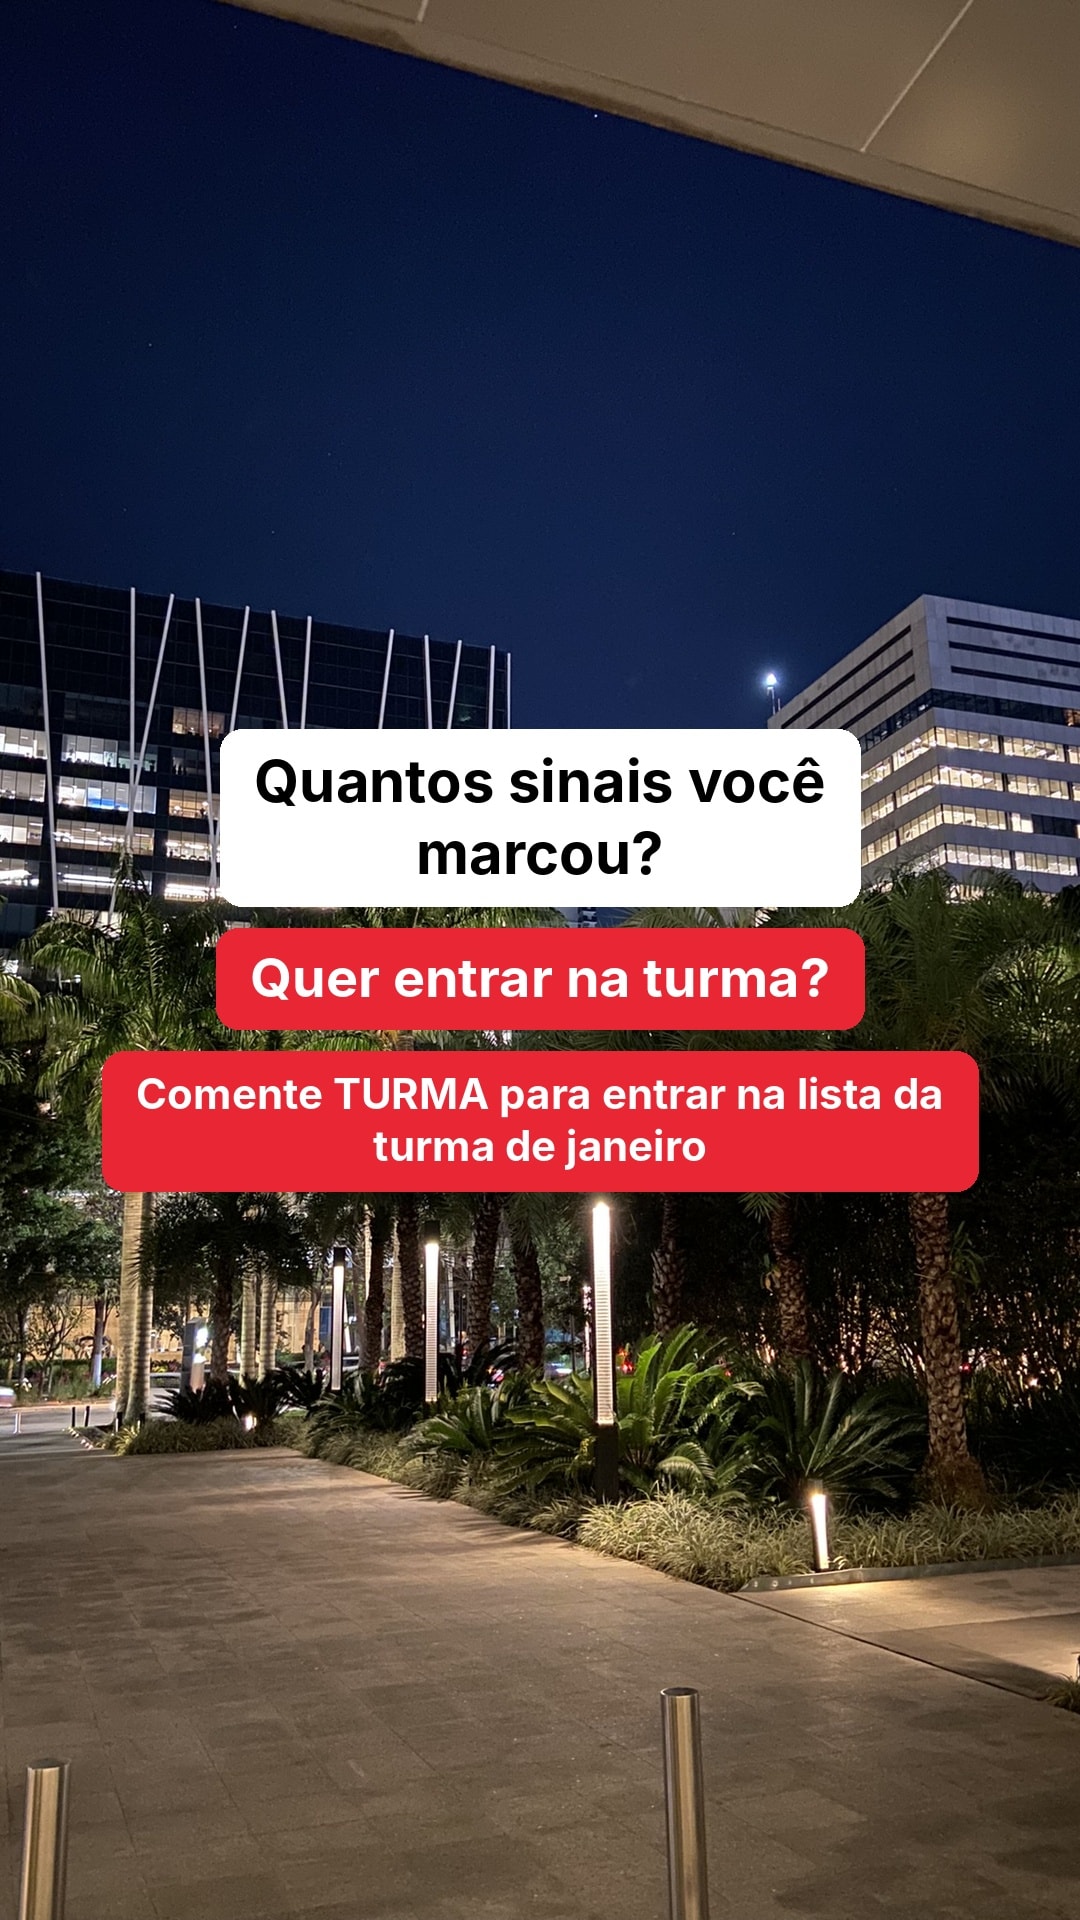 Quantos sinais você
marcou?
Quer entrar na turma?
Comente TURMA para entrar na lista da
turma de janeiro